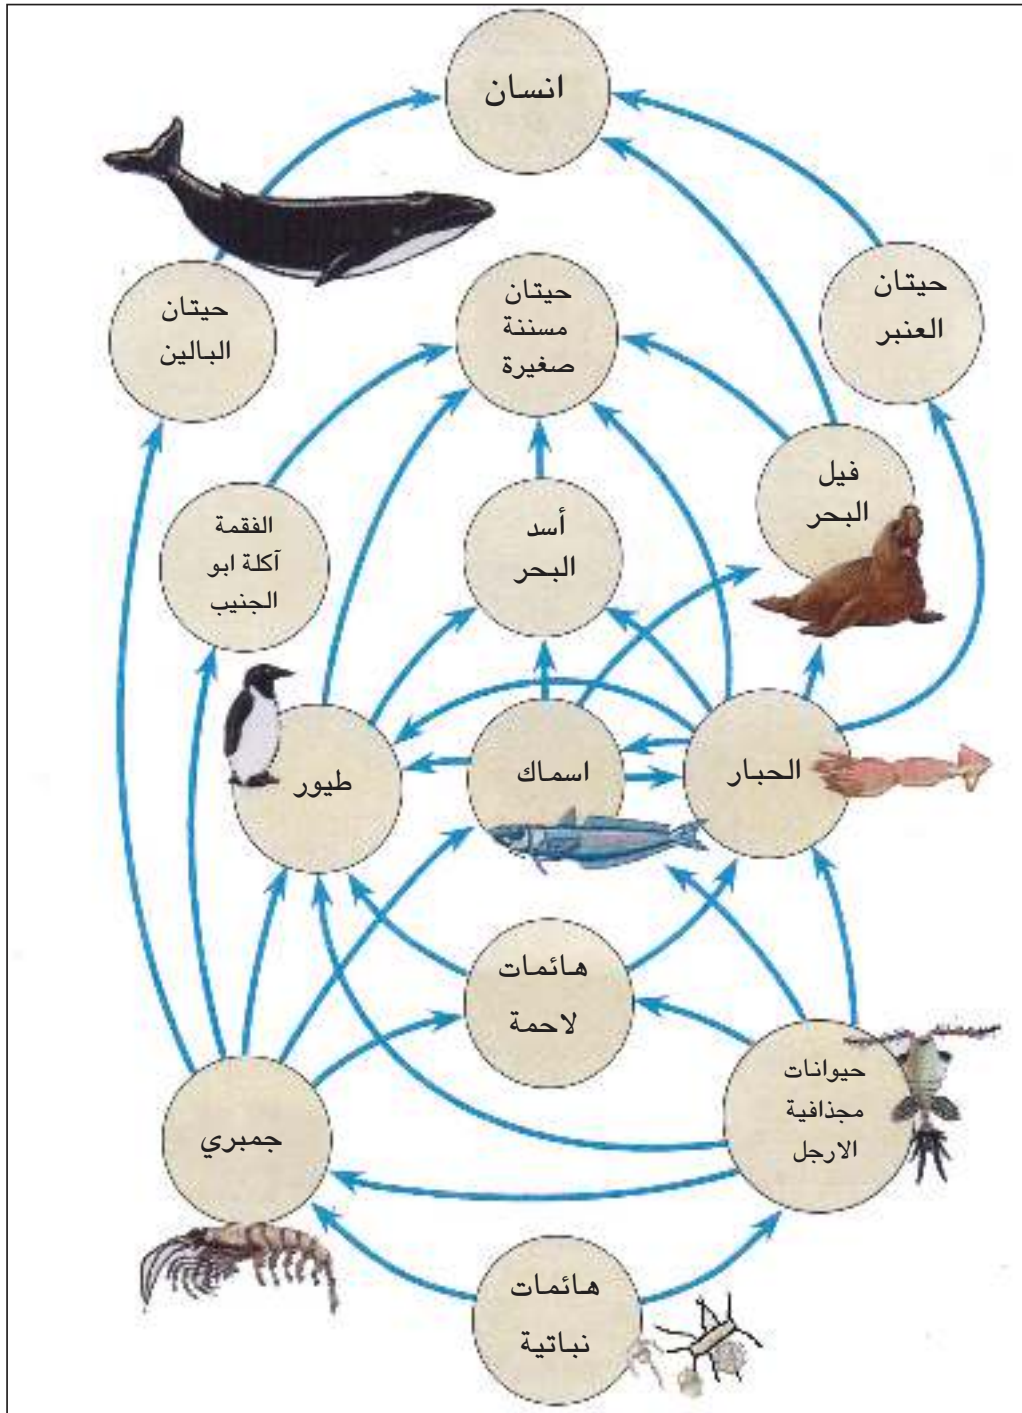 انسان
حيتان
العنبر
حيتان
مسننة
صغيرة
حيتان
البالين
فيل
البحر
أسد
البحر
الفقمة
آكلة ابو
الجنيب
الحبار
اسماك
طيور
هائمات
لاحمة
حيوانات
مجذافية
الارجل
جمبري
هائمات
نباتية